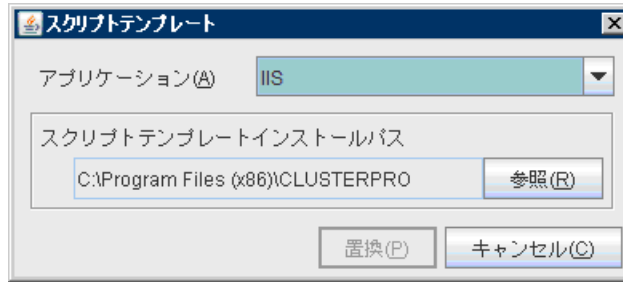 スクリプトテンプレート
アプリケーション(A) IIS
スクリプトテンプレートインストールパス
C:\Program Files (x86)\CLUSTERPRO 参照(R)
置換(P) キャンセル(C)